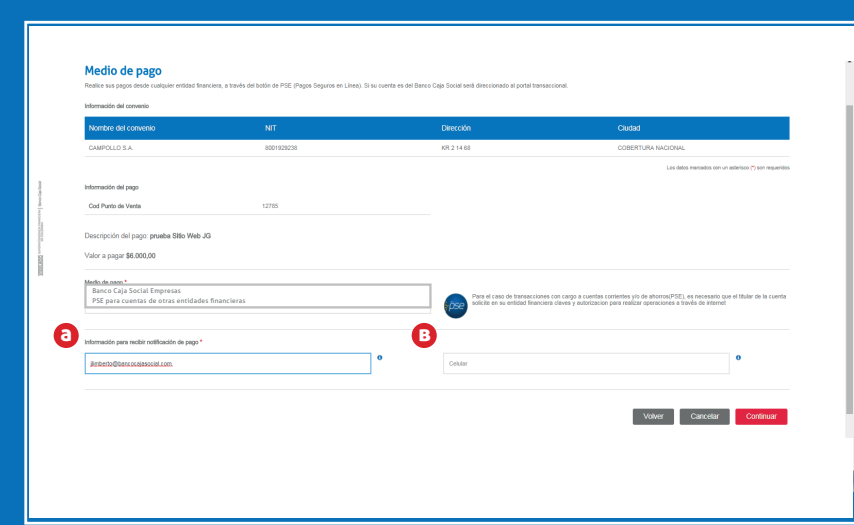 Medio de pago
Realice sus pagos desde cualquier entidad financiera, a través del botón de PSE (Pagos Seguros en Línea). Si su cuenta es del Banco Caja Social será direccionado al portal transaccional.
Información del convenio
Nombre del convenio NIT Dirección Ciudad
CAMPOLLO S.A. 8001929238 KR 2 14 68 COBERTURA NACIONAL
Los datos marcados con un asterisco (*) son requeridos
Información del pago
Cod Punto de Venta 12785
Descripción del pago: prueba Sitio Web JG
Valor a pagar $6.000,00
Medio de pago *
Banco Caja Social Empresas
PSE para cuentas de otras entidades financieras
pse
Para el caso de transacciones con cargo a cuentas corrientes y/o de ahorros(PSE), es necesario que el titular de la cuenta
solicite en su entidad financiera claves y autorizacion para realizar operaciones a través de internet
a
Información para recibir notificación de pago *
B
Celular
Volver Cancelar Continuar